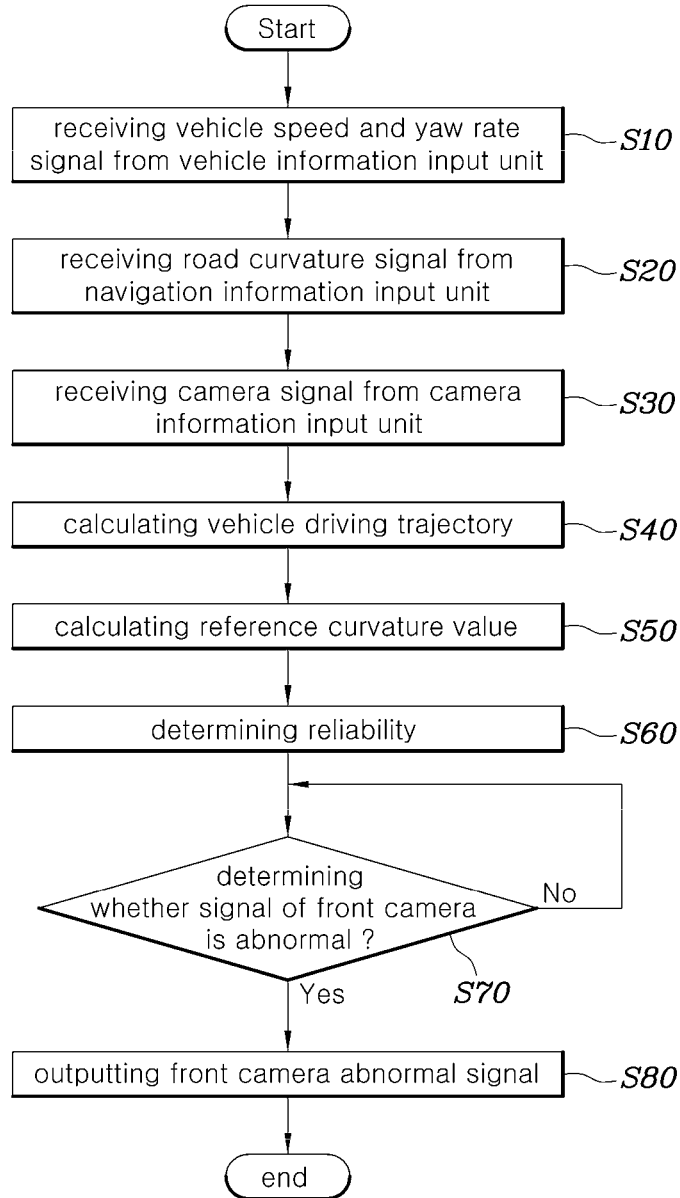 Start
receiving vehicle speed and yaw rate
signal from vehicle information input unit
S10
receiving road curvature signal from
navigation information input unit
S20
receiving camera signal from camera
information input unit
S30
calculating vehicle driving trajectory
S40
calculating reference curvature value
S50
determining reliability
S60
determining
whether signal of front camera
is abnormal ?
No
S70
Yes
outputting front camera abnormal signal
S80
end